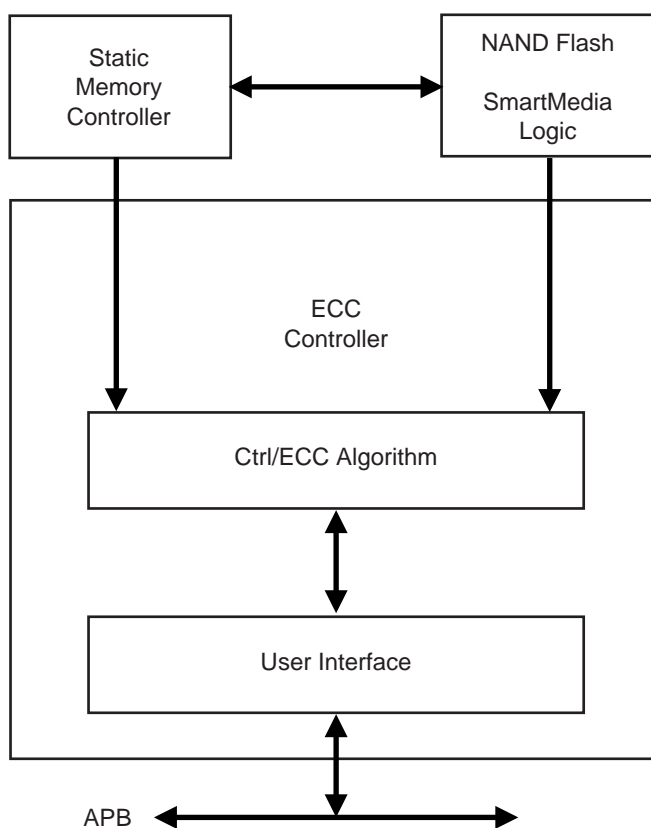 Static
Memory
Controller
NAND Flash
SmartMedia
Logic
ECC
Controller
Ctrl/ECC Algorithm
User Interface
APB